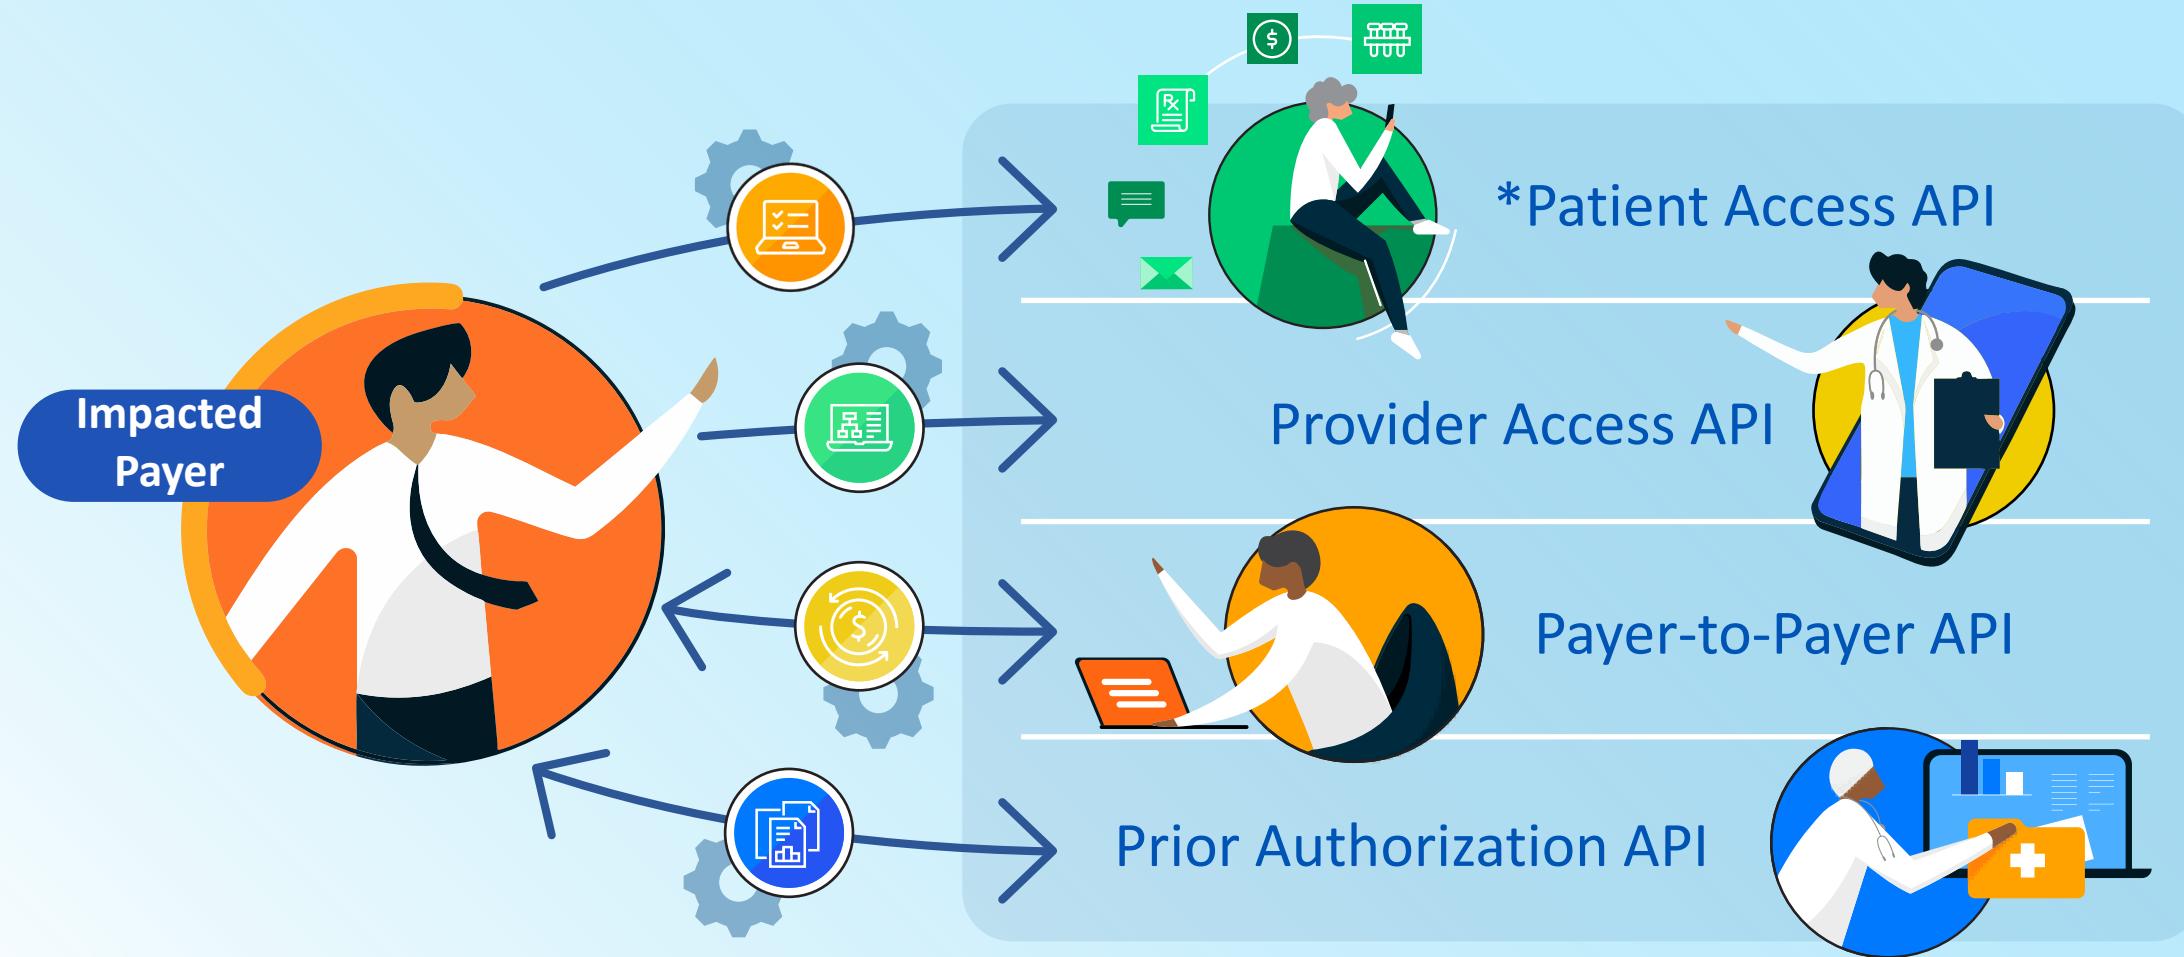 Impacted
Payer
*Patient Access API
Provider Access API
Payer-to-Payer API
Prior Authorization API